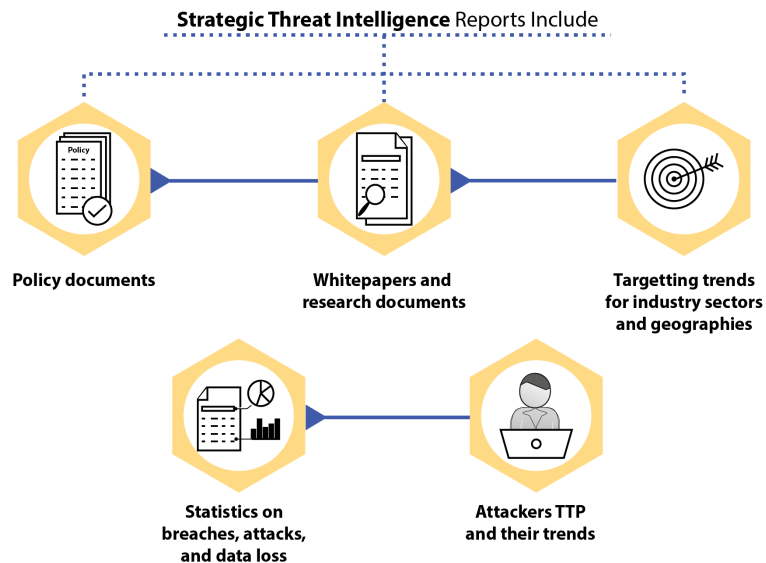 Strategic Threat Intelligence Reports Include
Policy
Policy documents
Whitepapers and
research documents
Targetting trends
for industry sectors
and geographies
Statistics on
breaches, attacks,
and data loss
Attackers TTP
and their trends